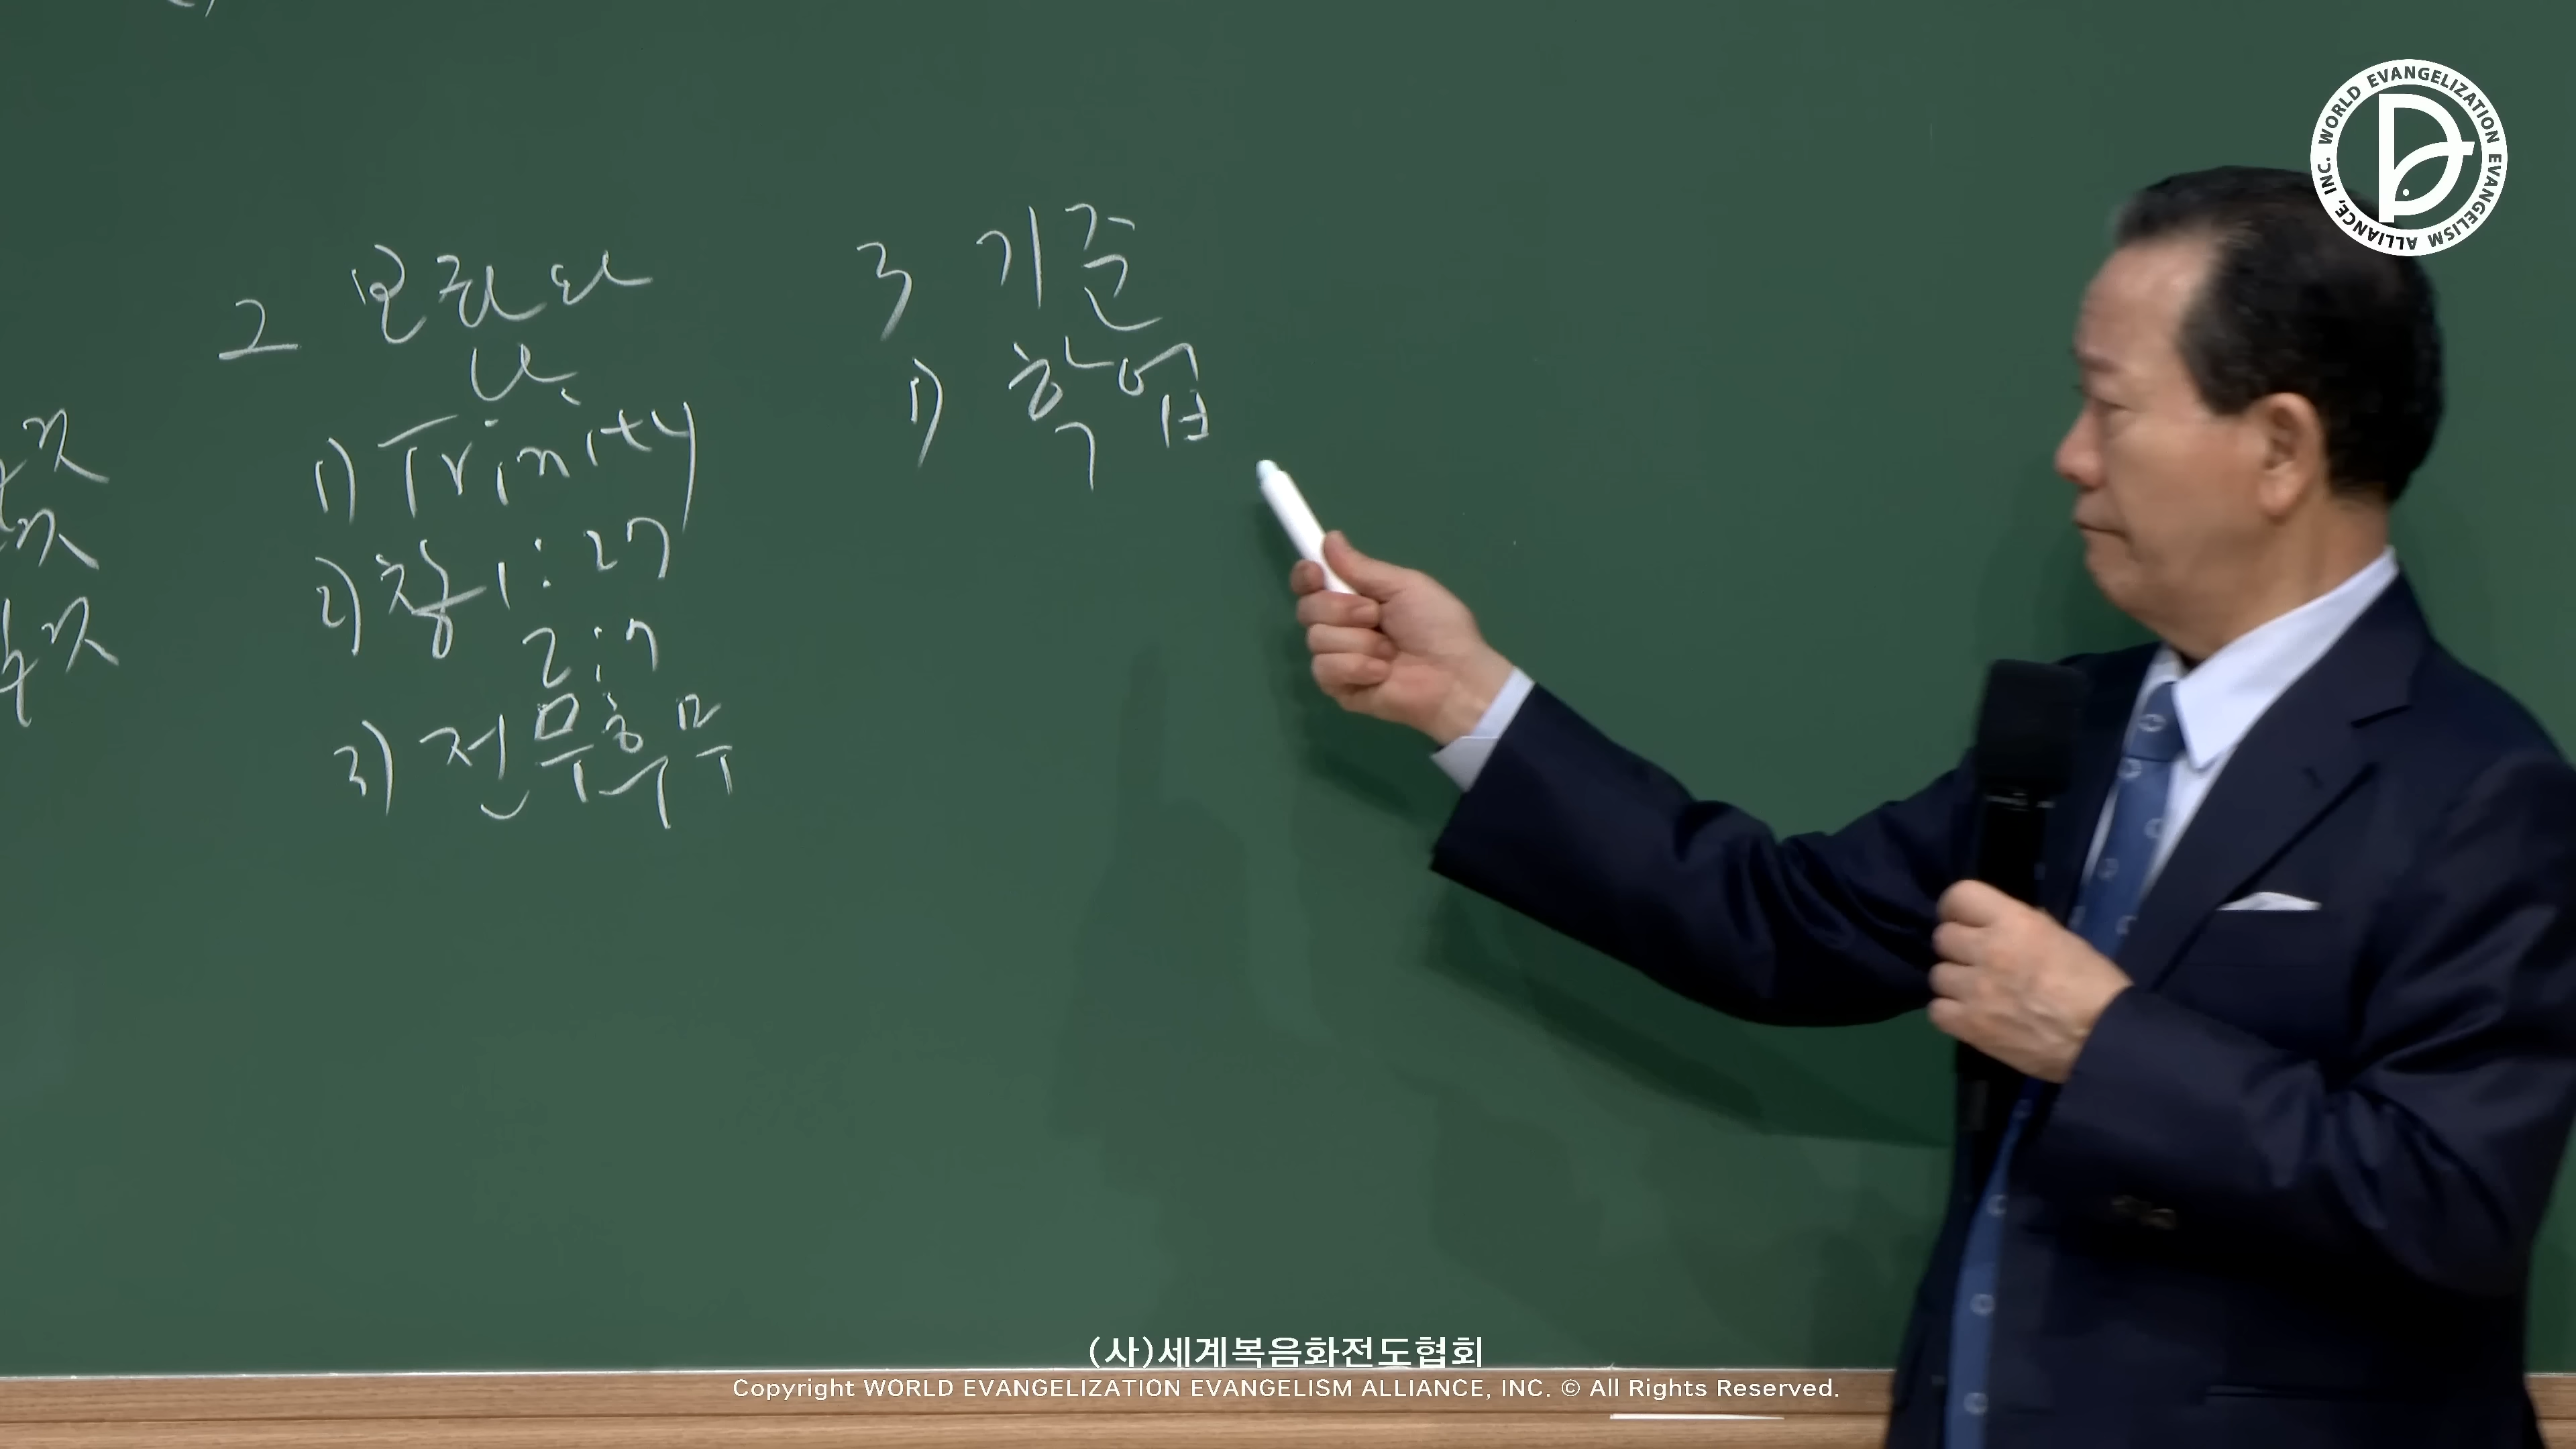 2
나
1) Trinity
2) 창 1:27
2:7
3) 전무후무
3 기준
1) 학업
WORLD EVANGELIZATION EVANGELISM ALLIANCE, INC.
(사)세계복음화전도협회
Copyright WORLD EVANGELIZATION EVANGELISM ALLIANCE, INC. © All Rights Reserved.